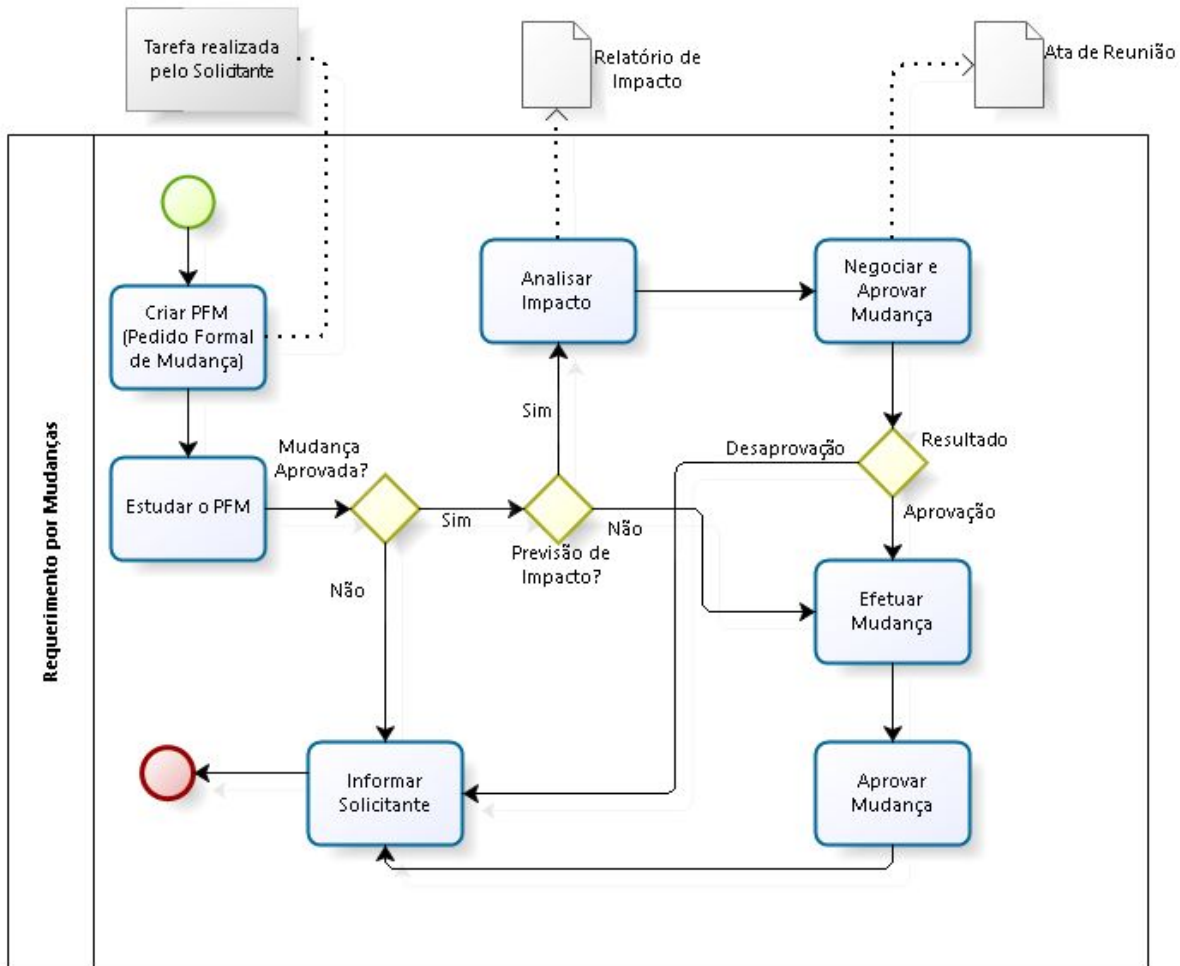 Tarefa realizada
pelo Solicitante
Relatório de
Impacto
Ata de Reunião
Requerimento por Mudanças
Criar PFM
(Pedido Formal
de Mudança)
Analisar
Impacto
Negociar e
Aprovar
Mudança
Sim
Mudança
Aprovada?
Desaprovação
Resultado
Estudar o PFM
Sim
Não
Aprovação
Previsão de
Impacto?
Não
Efetuar
Mudança
Informar
Solicitante
Aprovar
Mudança